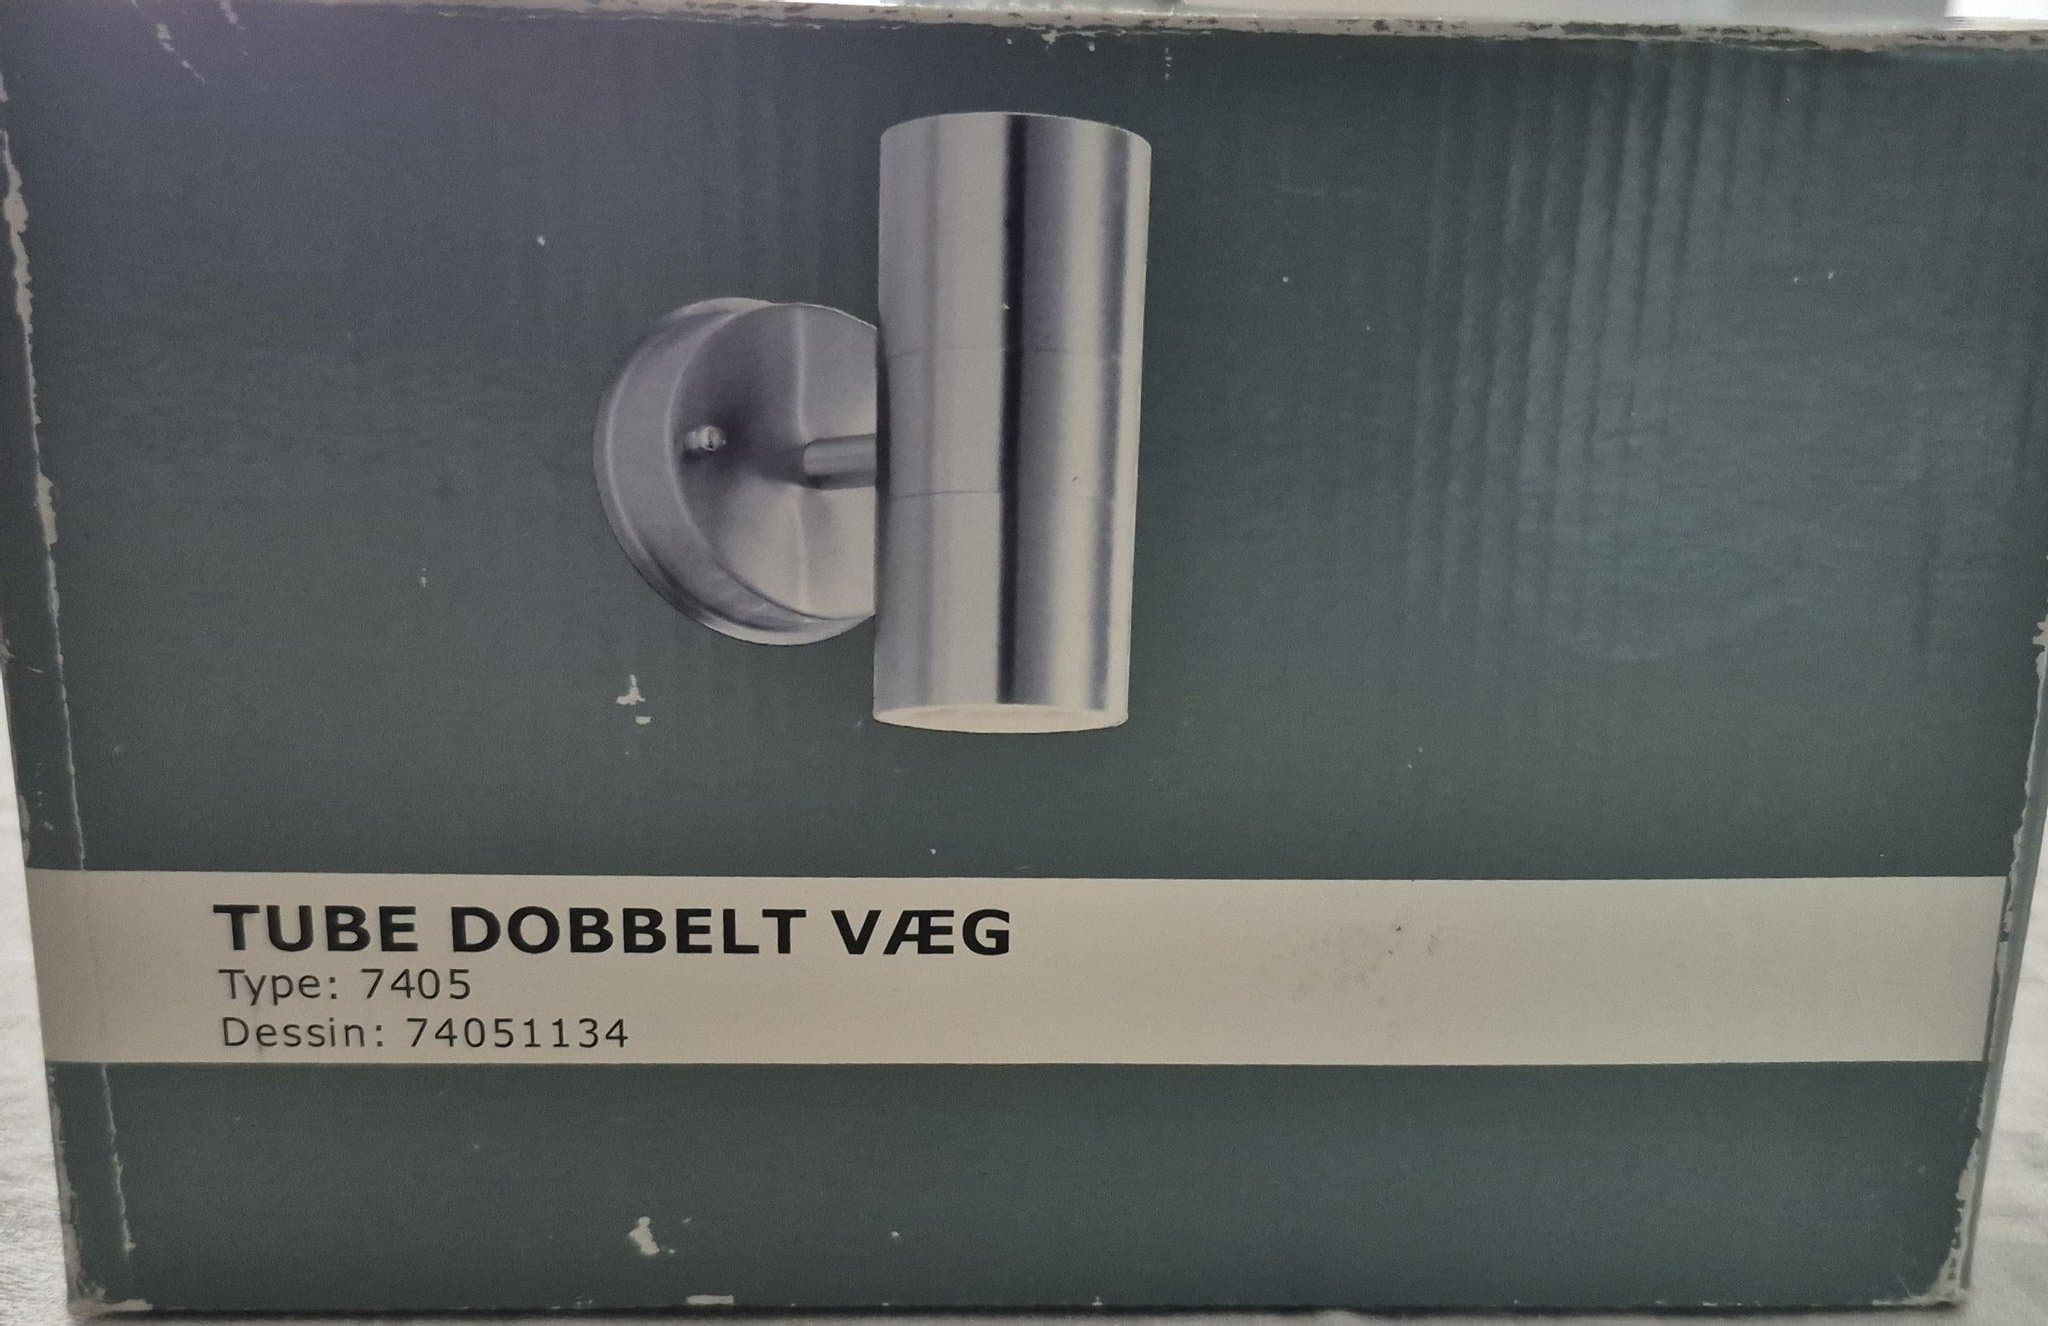 TUBE DOBBELT VÆG
Type: 7405
Dessin: 74051134